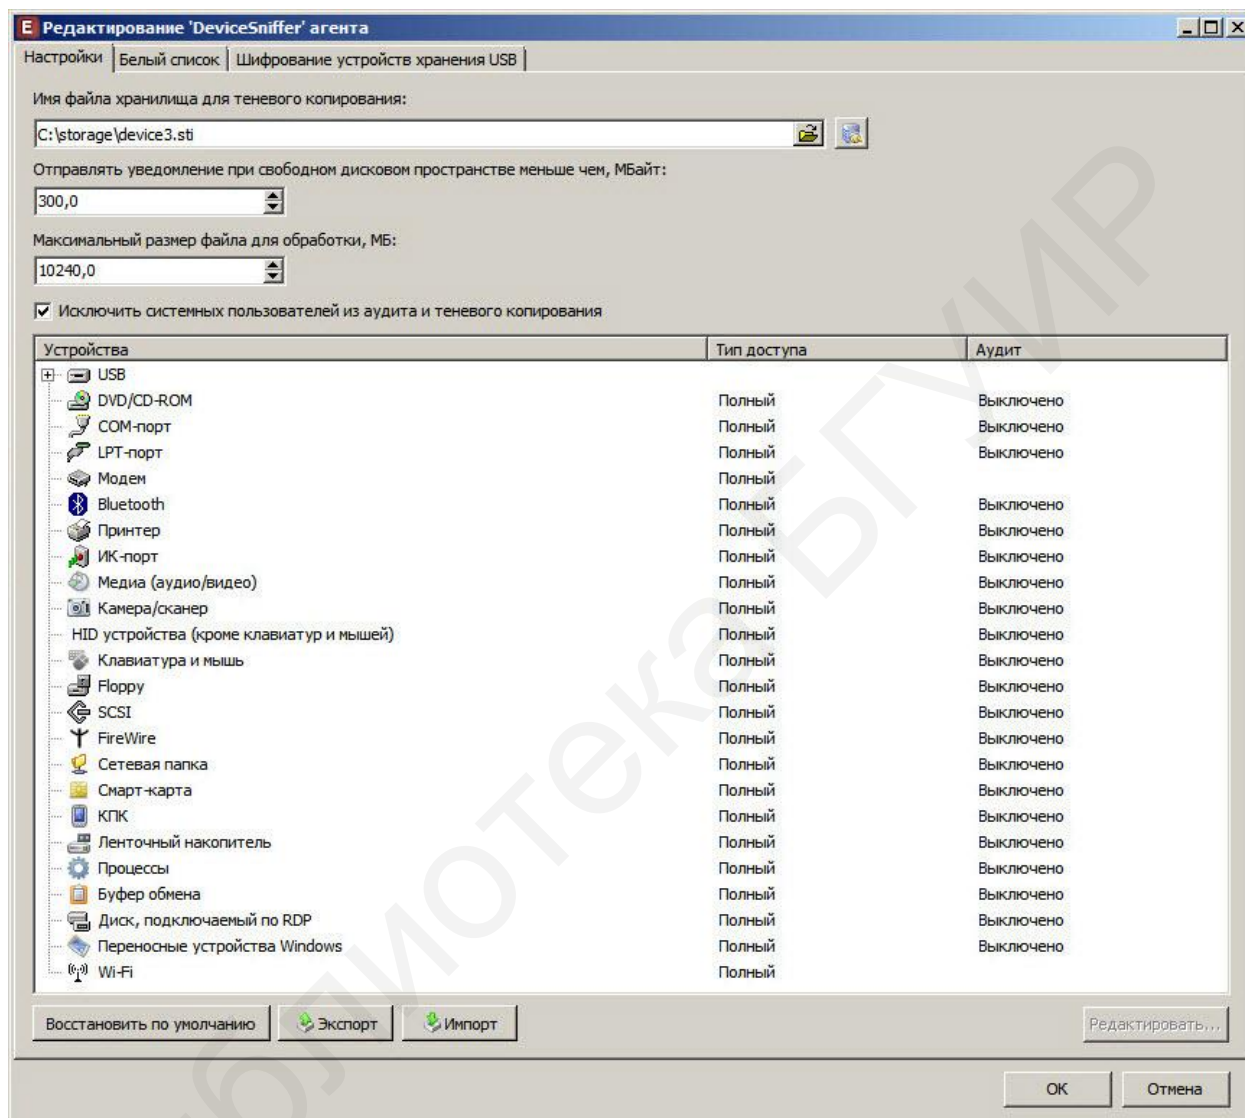 E Редактирование 'DeviceSniffer' агента
Настройки Белый список Шифрование устройств хранения USB
Имя файла хранилища для теневого копирования:
C:\storage\device3.sti
Отправлять уведомление при свободном дисковом пространстве меньше чем, МБайт:
300,0
Максимальный размер файла для обработки, МБ:
10240,0
Исключить системных пользователей из аудита и теневого копирования
Устройства Тип доступа Аудит
USB
DVD/CD-ROM Полный Выключено
COM-порт Полный Выключено
LPT-порт Полный Выключено
Модем Полный
Bluetooth Полный Выключено
Принтер Полный Выключено
ИК-порт Полный Выключено
Медиа (аудио/видео) Полный Выключено
Камера/сканер Полный Выключено
HID устройства (кроме клавиатур и мышей) Полный Выключено
Клавиатура и мышь Полный Выключено
Floppy Полный Выключено
SCSI Полный Выключено
FireWire Полный Выключено
Сетевая папка Полный Выключено
Смарт-карта Полный Выключено
КПК Полный Выключено
Ленточный накопитель Полный Выключено
Процессы Полный Выключено
Буфер обмена Полный Выключено
Диск, подключаемый по RDP Полный Выключено
Переносные устройства Windows Полный Выключено
Wi-Fi Полный
Восстановить по умолчанию Экспорт Импорт Редактировать...
OK Отмена
блиотека БГУИР